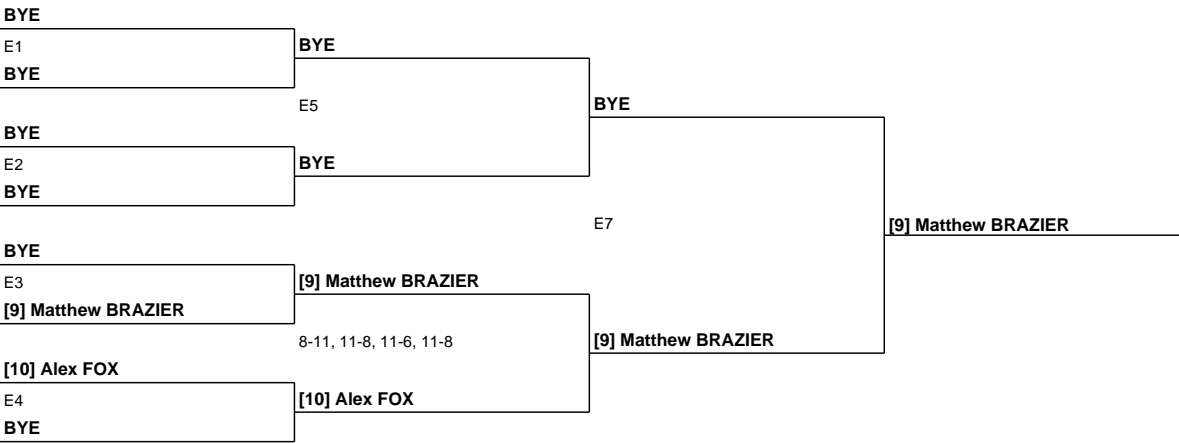 BYE
E1
BYE
BYE
E5
BYE
BYE
E2
BYE
BYE
E7
[9] Matthew BRAZIER
BYE
E3
[9] Matthew BRAZIER
[9] Matthew BRAZIER
8-11, 11-8, 11-6, 11-8
[9] Matthew BRAZIER
[10] Alex FOX
E4
[10] Alex FOX
BYE